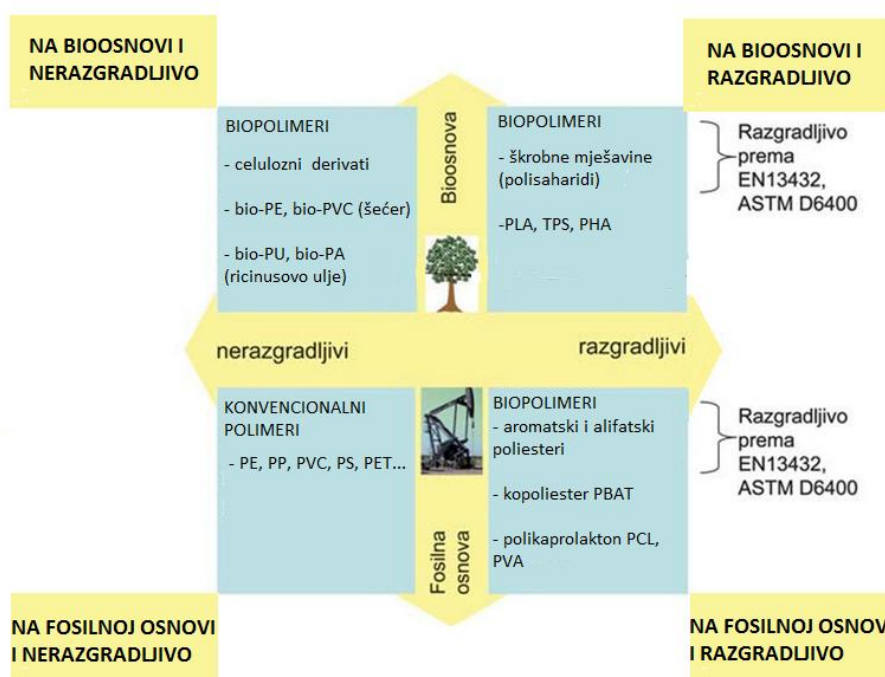 NA BIOOSNOVI I
NERAZGRADLJIVO
NA BIOOSNOVI I
RAZGRADLJIVO
BIOPOLIMERI
- celulozni derivati
- bio-PE, bio-PVC (šećer)
- bio-PU, bio-PA
(ricinusovo ulje)
Bioosnova
BIOPOLIMERI
- škrobne mješavine
(polisaharidi)
-PLA, TPS, PHA
Razgradljivo
prema
EN13432,
ASTM D6400
nerazgradljivi
razgradljivi
KONVENCIONALNI
POLIMERI
- PE, PP, PVC, PS, PET...
Fosilna
osnova
BIOPOLIMERI
- aromatski i alifatski
poliesteri
- kopoliester PBAT
- polikaprolakton PCL,
PVA
Razgradljivo
prema
EN13432,
ASTM D6400
NA FOSILNOJ OSNOVI
I NERAZGRADLJIVO
NA FOSILNOJ OSNOV
I RAZGRADLJIVO